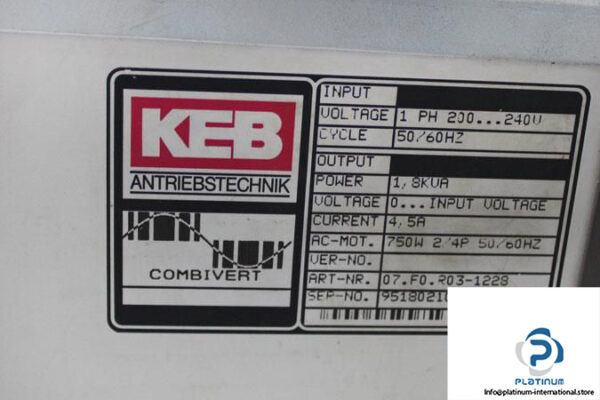 KEB
ANTRIEBSTECHNIK
COMBIVERT
INPUT
VOLTAGE 1 PH 200...240V
CYCLE 50/60HZ
OUTPUT
POWER 1,8KVA
VOLTAGE 0...INPUT VOLTAGE
CURRENT 4,5A
AC-MOT. 750W 2/4P 50/60HZ
VER-NO.
ART-NR. 07.F0.R03-1228
SER-NO. 9518021
PLATINUM
Info@platinum-international.store